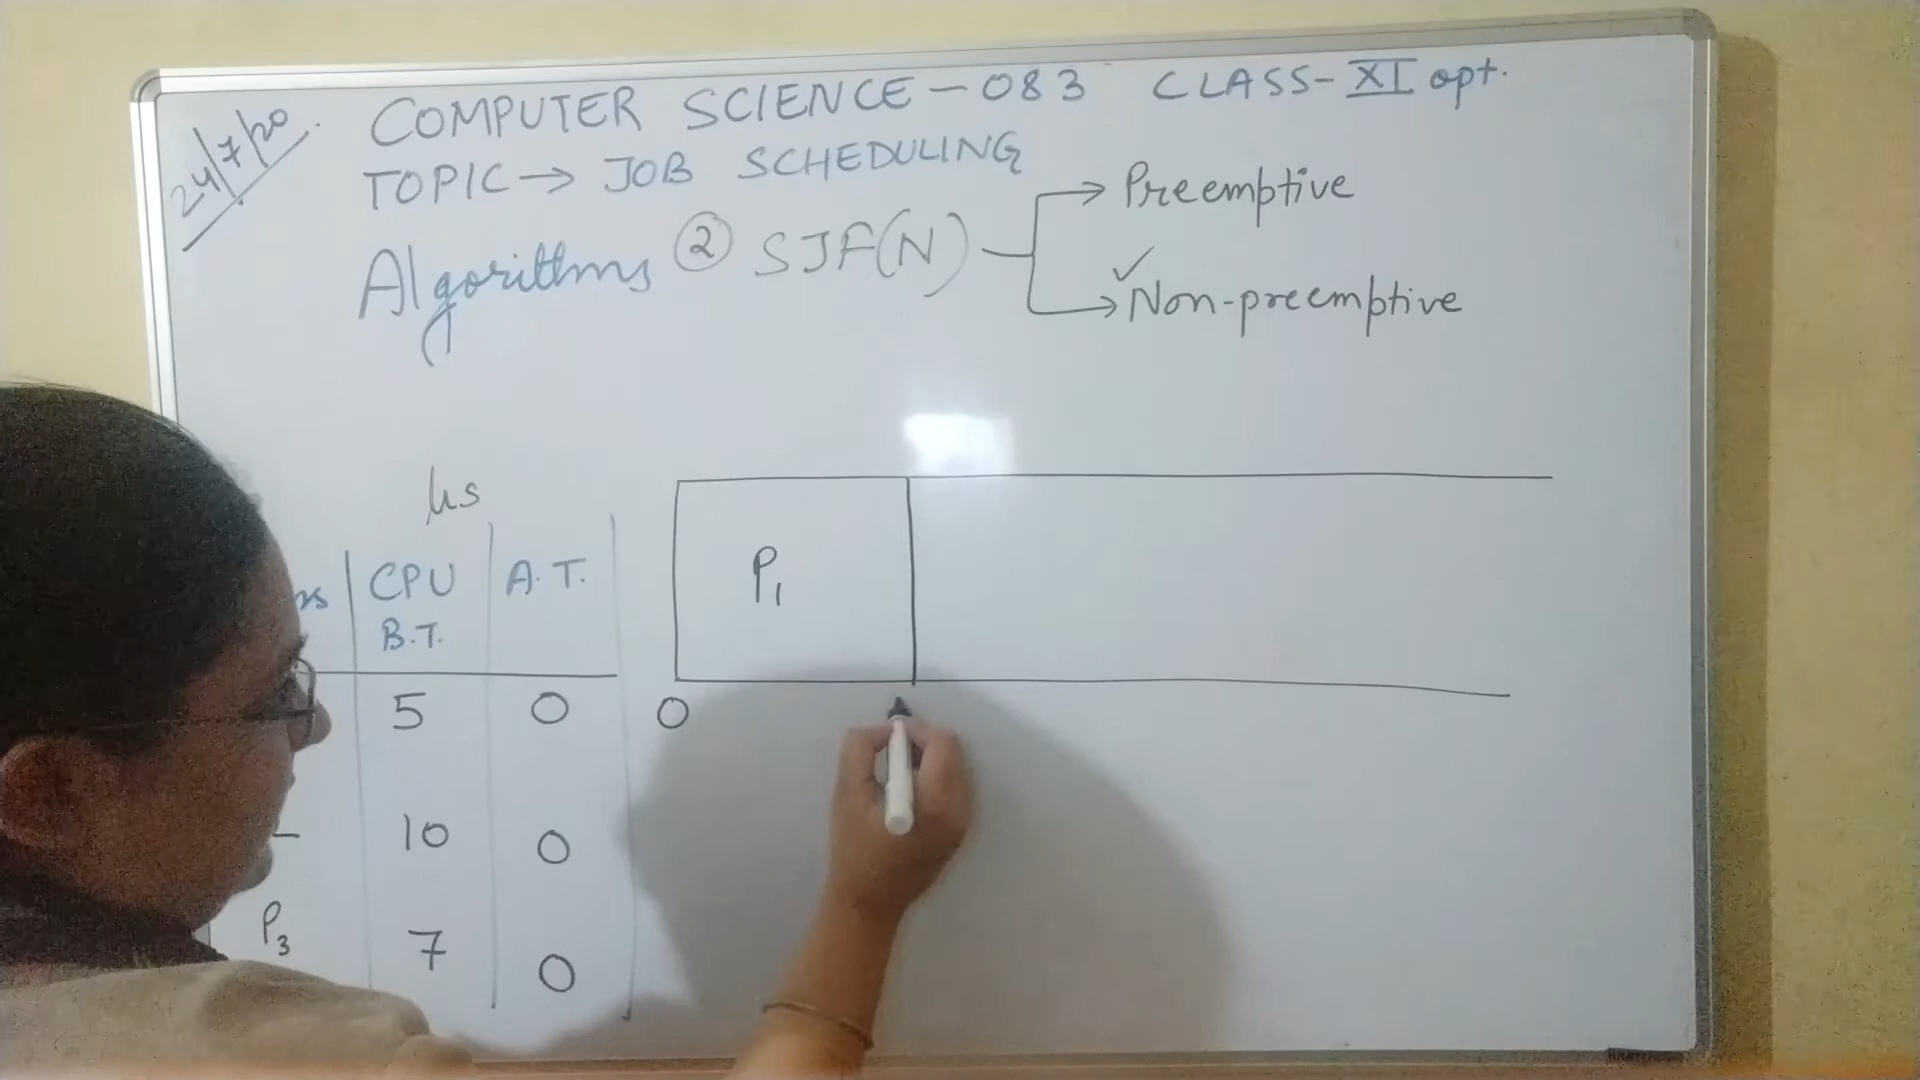 24/7/20.
COMPUTER SCIENCE - 083 CLASS- XI opt.
TOPIC → JOB SCHEDULING
Algorithms ② SJF(N)
→ Preemptive
✓
→ Non-preemptive
μs
CPU A.T.
B.T.
5 0
10 0
P3 7 0
P1
0